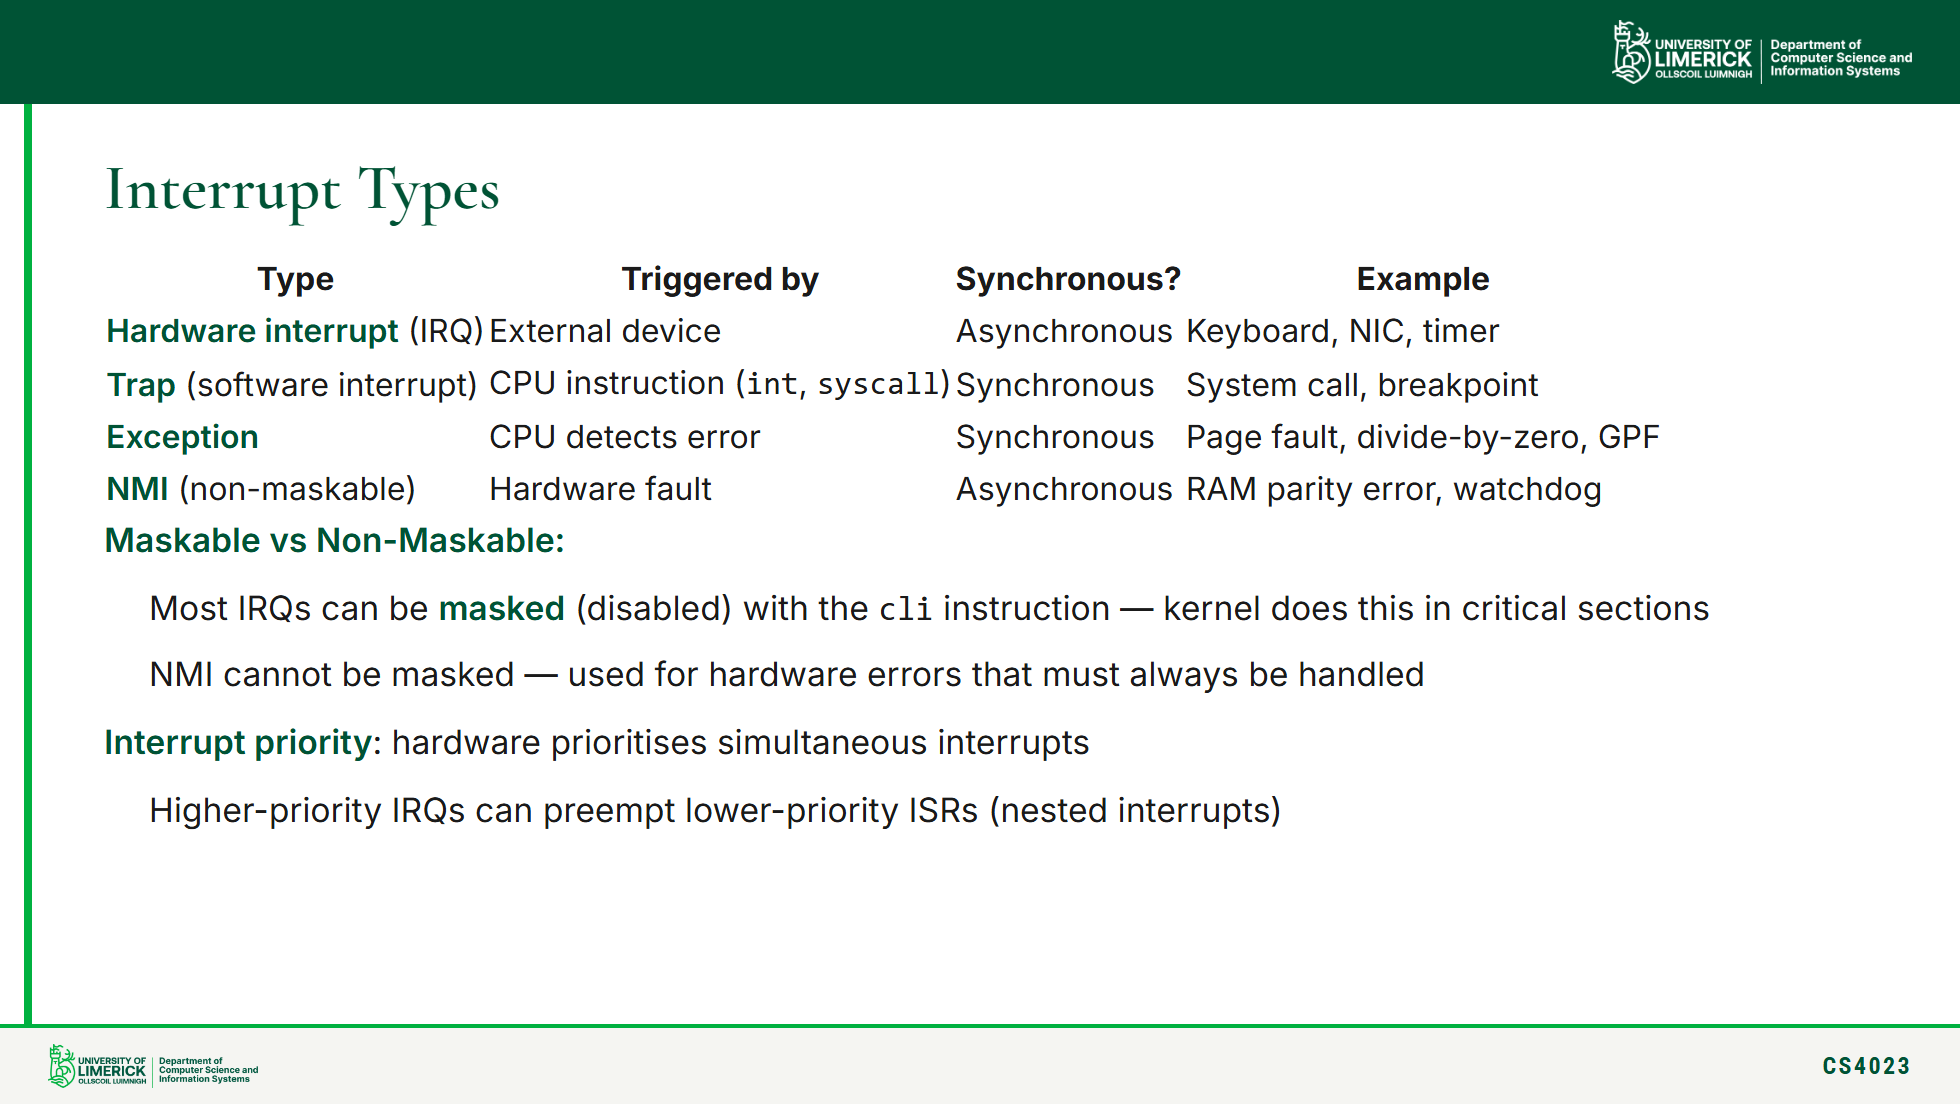 UNIVERSITY OF
LIMERICK
OLLSCOIL LUIMNIGH
Department of
Computer Science and
Information Systems
Interrupt Types
Type Triggered by Synchronous? Example
Hardware interrupt (IRQ) External device Asynchronous Keyboard, NIC, timer
Trap (software interrupt) CPU instruction (int, syscall) Synchronous System call, breakpoint
Exception CPU detects error Synchronous Page fault, divide-by-zero, GPF
NMI (non-maskable) Hardware fault Asynchronous RAM parity error, watchdog
Maskable vs Non-Maskable:
Most IRQs can be masked (disabled) with the cli instruction — kernel does this in critical sections
NMI cannot be masked — used for hardware errors that must always be handled
Interrupt priority: hardware prioritises simultaneous interrupts
Higher-priority IRQs can preempt lower-priority ISRs (nested interrupts)
UNIVERSITY OF
LIMERICK
OLLSCOIL LUIMNIGH
Department of
Computer Science and
Information Systems
CS4023